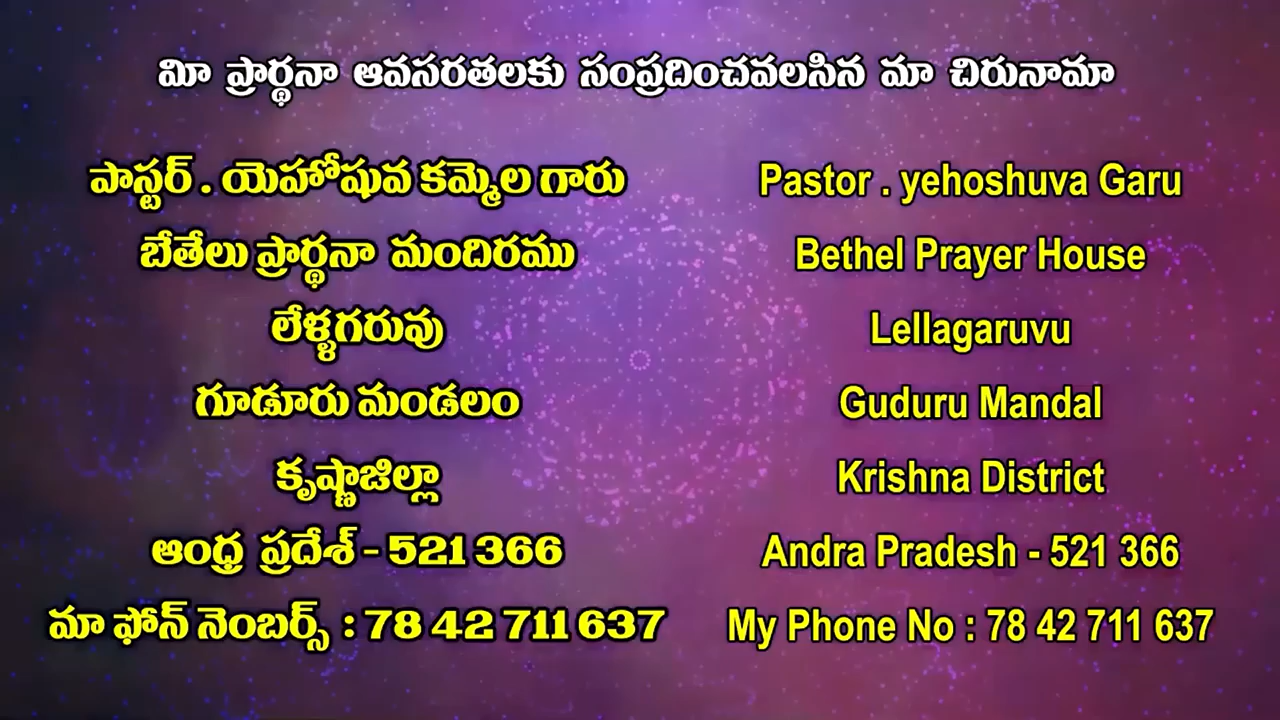 మీ ప్రార్థనా ఆవసరతలకు సంప్రదించవలసిన మా చిరునామా
పాస్టర్ . యెహోషువ కమ్మెల గారు
Pastor . yehoshuva Garu
బేతేలు ప్రార్థనా మందిరము
Bethel Prayer House
లేళ్ళగరువు
Lellagaruvu
గూడూరు మండలం
Guduru Mandal
కృష్ణాజిల్లా
Krishna District
ఆంధ్ర ప్రదేశ్ - 521 366
Andra Pradesh - 521 366
మా ఫోన్ నెంబర్స్ : 78 42 711 637
My Phone No : 78 42 711 637